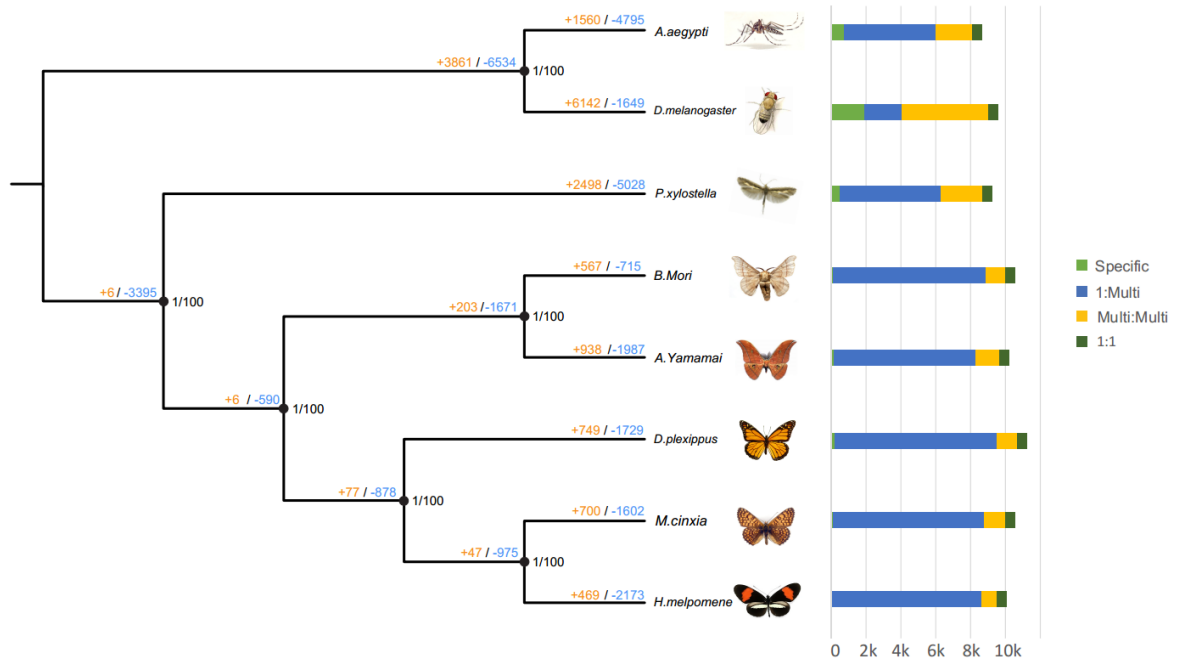 +1560 / -4795
A.aegypti
+3861 / -6534
1/100
+6142 / -1649
D.melanogaster
+2498 / -5028
P.xylostella
+567 / -715
B.Mori
Specific
+6 / -3395
1/100
1:Multi
+203 / -1671
1/100
Multi:Multi
1:1
+938 / -1987
A.Yamamai
+6 / -590
1/100
+749 / -1729
D.plexippus
+77 / -878
1/100
+700 / -1602
M.cinxia
+47 / -975
1/100
+469 / -2173
H.melpomene
0 2k 4k 6k 8k 10k